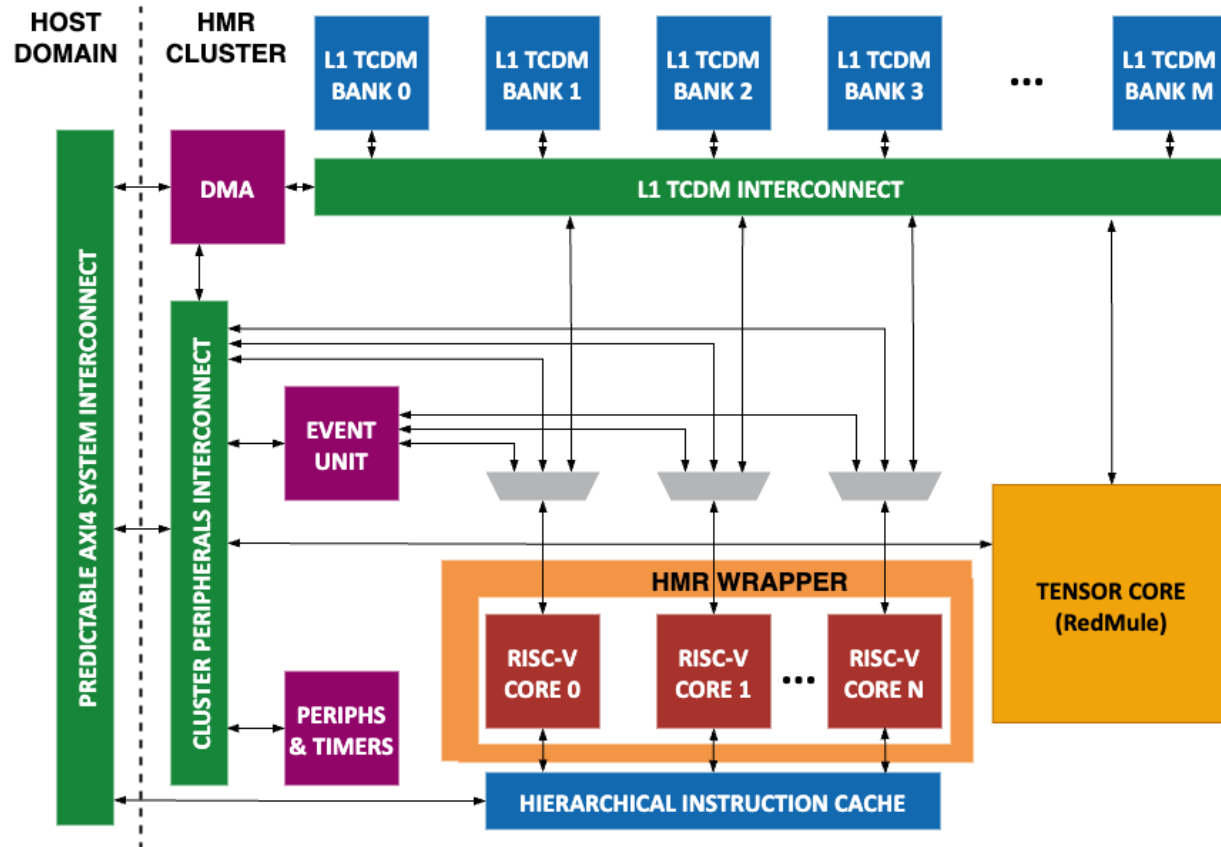 HOST
DOMAIN
HMR
CLUSTER
L1 TCDM
BANK 0
L1 TCDM
BANK 1
L1 TCDM
BANK 2
L1 TCDM
BANK 3
...
L1 TCDM
BANK M
DMA
L1 TCDM INTERCONNECT
PREDICTABLE AXI4 SYSTEM INTERCONNECT
CLUSTER PERIPHERALS INTERCONNECT
EVENT
UNIT
HMR WRAPPER
TENSOR CORE
(RedMule)
RISC-V
CORE 0
RISC-V
CORE 1
...
RISC-V
CORE N
PERIPHS
& TIMERS
HIERARCHICAL INSTRUCTION CACHE